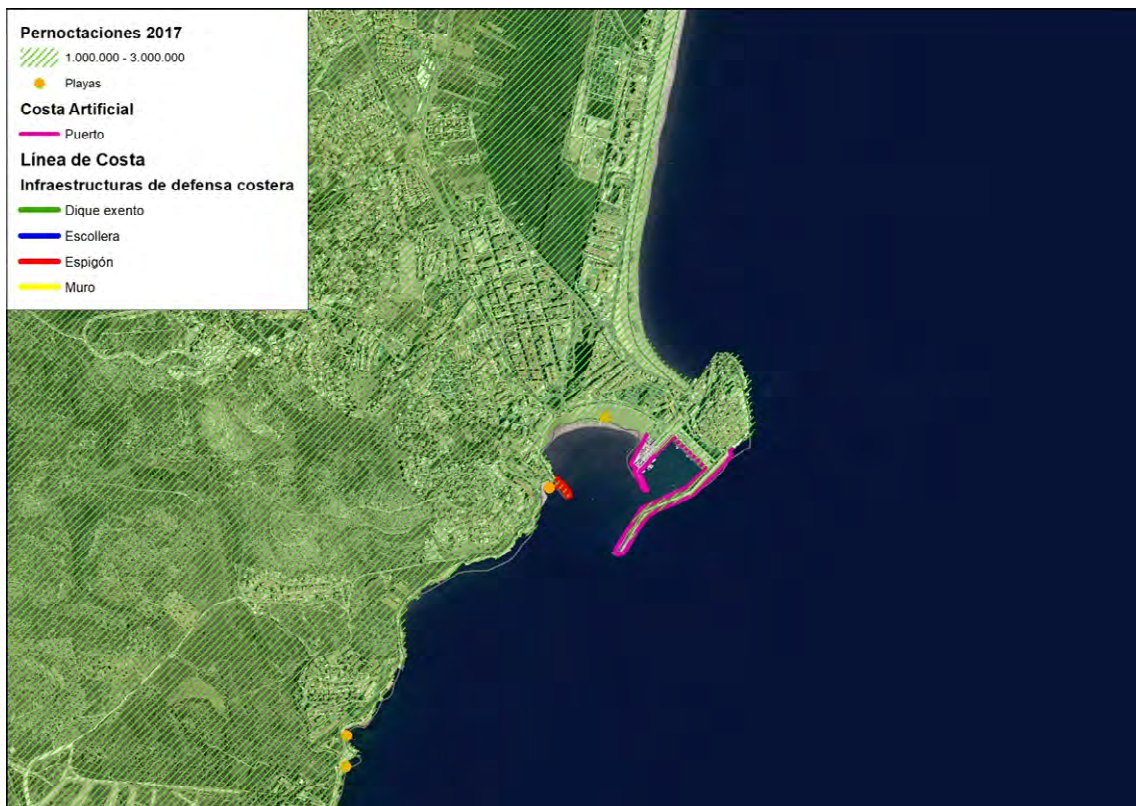 Pernoctaciones 2017
1.000.000 - 3.000.000
Playas
Costa Artificial
Puerto
Línea de Costa
Infraestructuras de defensa costera
Dique exento
Escollera
Espigón
Muro